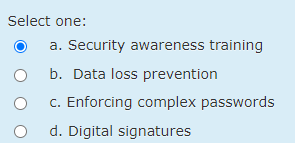 Select one:
a. Security awareness training
b. Data loss prevention
c. Enforcing complex passwords
d. Digital signatures